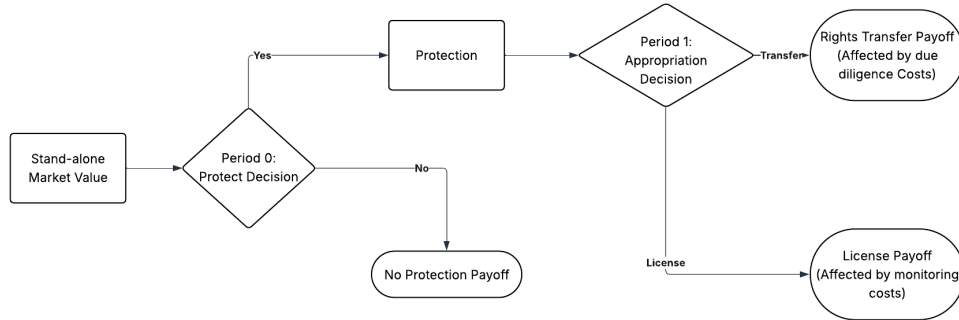 Stand-alone
Market Value
Period 0:
Protect Decision
Yes
No
No Protection Payoff
Protection
Period 1:
Appropriation
Decision
Transfer
Rights Transfer Payoff
(Affected by due
diligence Costs)
License
License Payoff
(Affected by monitoring
costs)